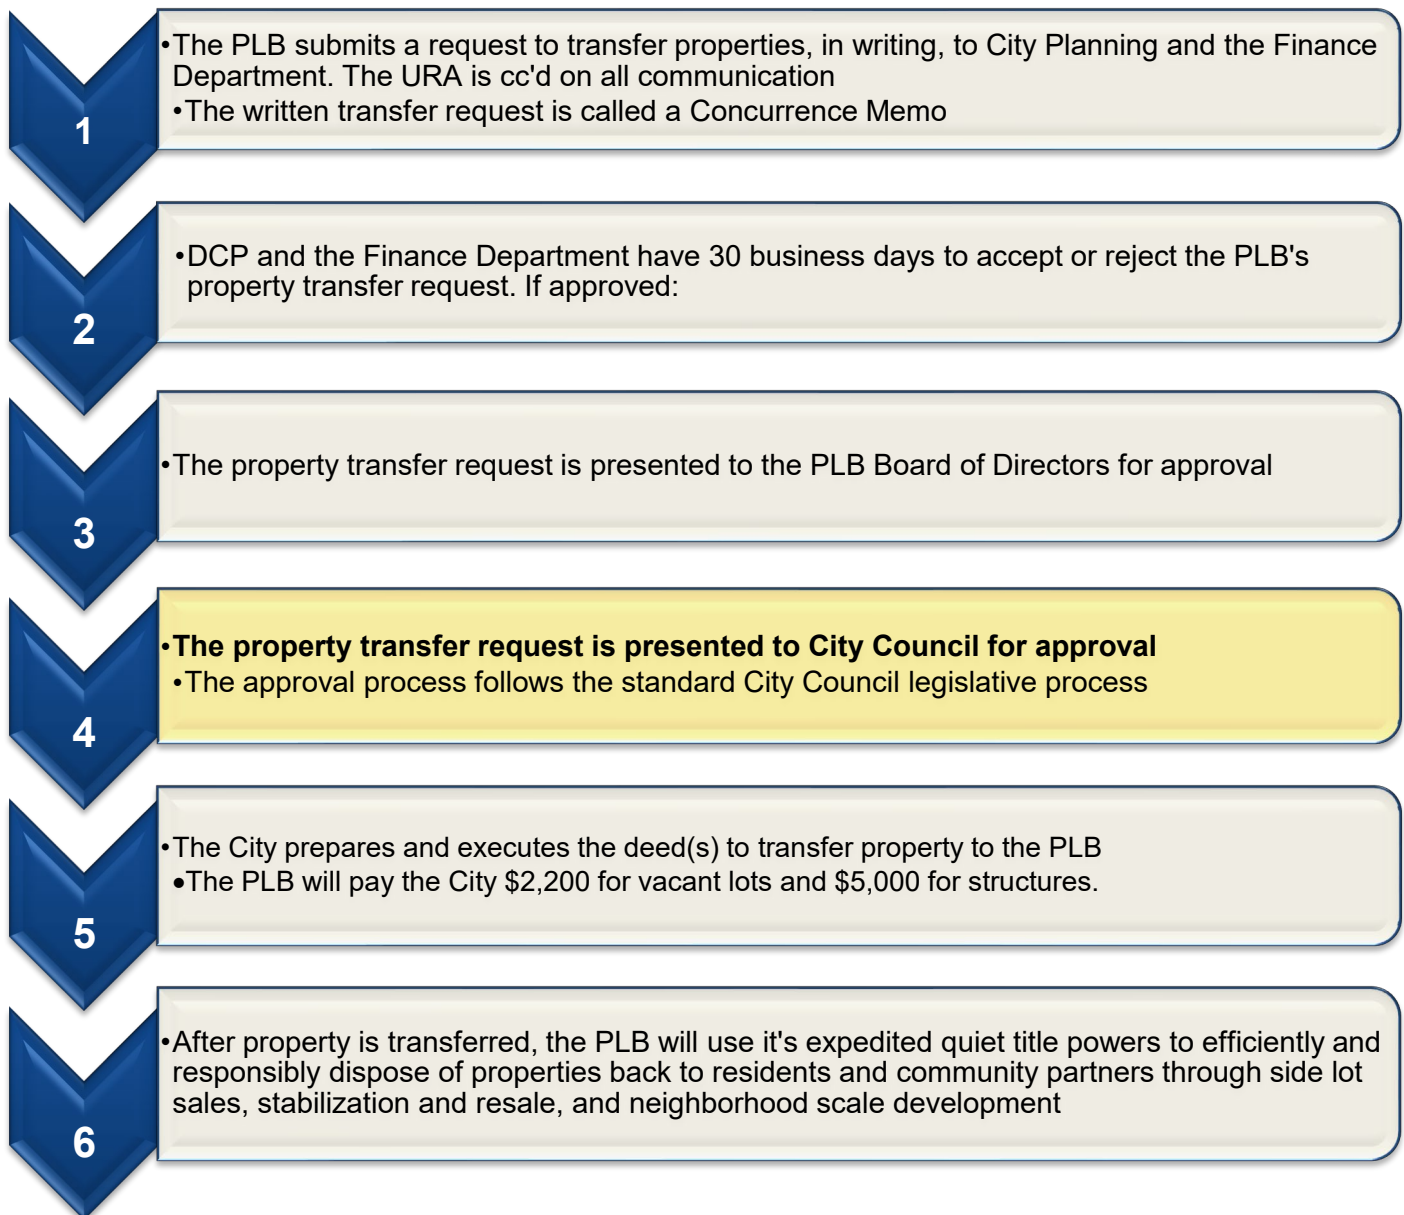 1
•The PLB submits a request to transfer properties, in writing, to City Planning and the Finance
Department. The URA is cc'd on all communication
•The written transfer request is called a Concurrence Memo
2
•DCP and the Finance Department have 30 business days to accept or reject the PLB's
property transfer request. If approved:
3
•The property transfer request is presented to the PLB Board of Directors for approval
4
•The property transfer request is presented to City Council for approval
•The approval process follows the standard City Council legislative process
5
•The City prepares and executes the deed(s) to transfer property to the PLB
•The PLB will pay the City $2,200 for vacant lots and $5,000 for structures.
6
•After property is transferred, the PLB will use it's expedited quiet title powers to efficiently and
responsibly dispose of properties back to residents and community partners through side lot
sales, stabilization and resale, and neighborhood scale development